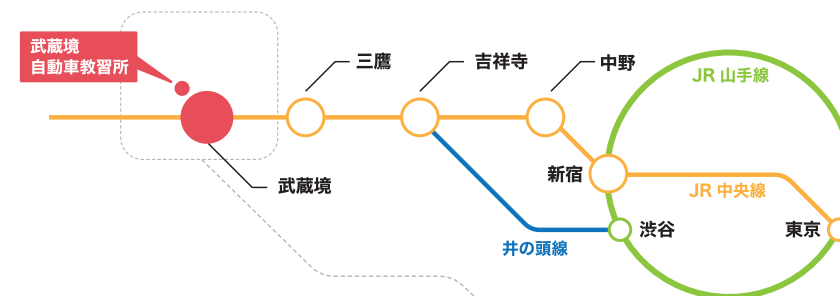 武蔵境
自動車教習所
三鷹
吉祥寺
中野
JR 山手線
新宿
武蔵境
JR 中央線
渋谷
東京
井の頭線